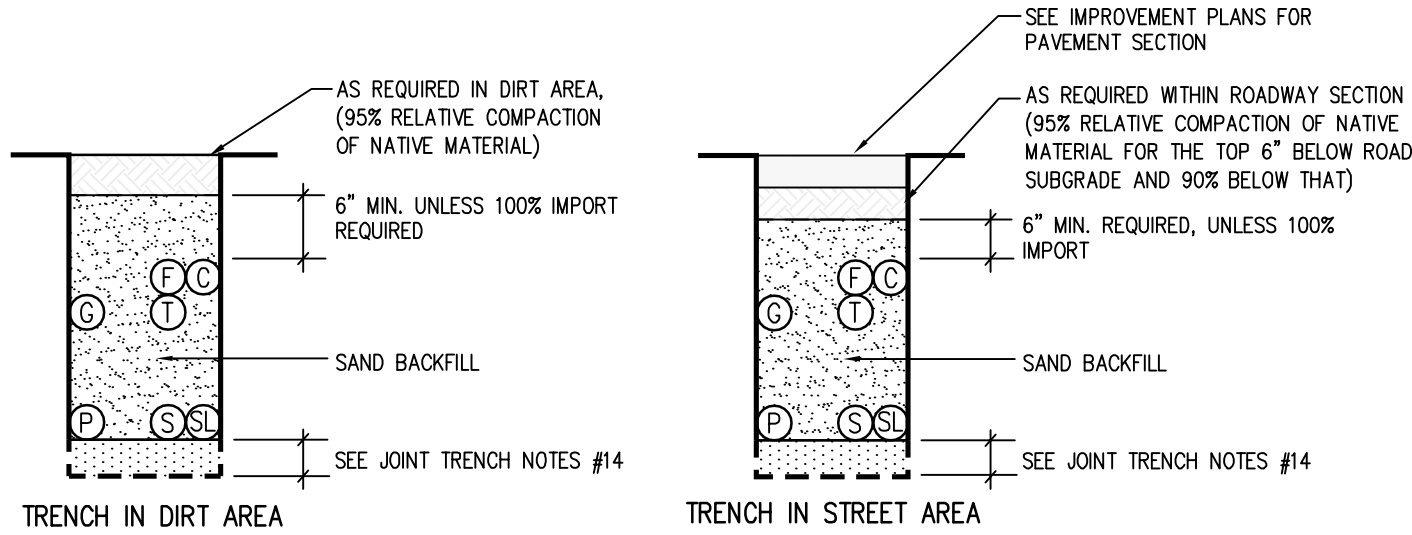 AS REQUIRED IN DIRT AREA,
(95% RELATIVE COMPACTION
OF NATIVE MATERIAL)
6" MIN. UNLESS 100% IMPORT
REQUIRED
F C
G T
SAND BACKFILL
P S SL
SEE JOINT TRENCH NOTES #14
TRENCH IN DIRT AREA
SEE IMPROVEMENT PLANS FOR
PAVEMENT SECTION
AS REQUIRED WITHIN ROADWAY SECTION
(95% RELATIVE COMPACTION OF NATIVE
MATERIAL FOR THE TOP 6" BELOW ROAD
SUBGRADE AND 90% BELOW THAT)
6" MIN. REQUIRED, UNLESS 100%
IMPORT
F C
G T
SAND BACKFILL
P S SL
SEE JOINT TRENCH NOTES #14
TRENCH IN STREET AREA